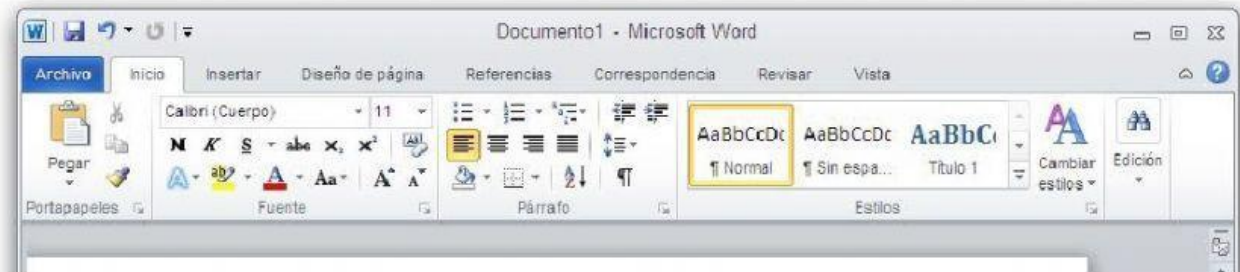 Documento1 - Microsoft Word
Archivo Inicio Insertar Diseño de página Referencias Correspondencia Revisar Vista
Calibri (Cuerpo) 11
N K S abc x₂ x²
Aa A A
Pegar
AaBbCcDc AaBbCcDc AaBbC
¶ Normal ¶ Sin espa... Título 1
Cambiar estilos
Edición
Portapapeles Fuente Párrafo Estilos